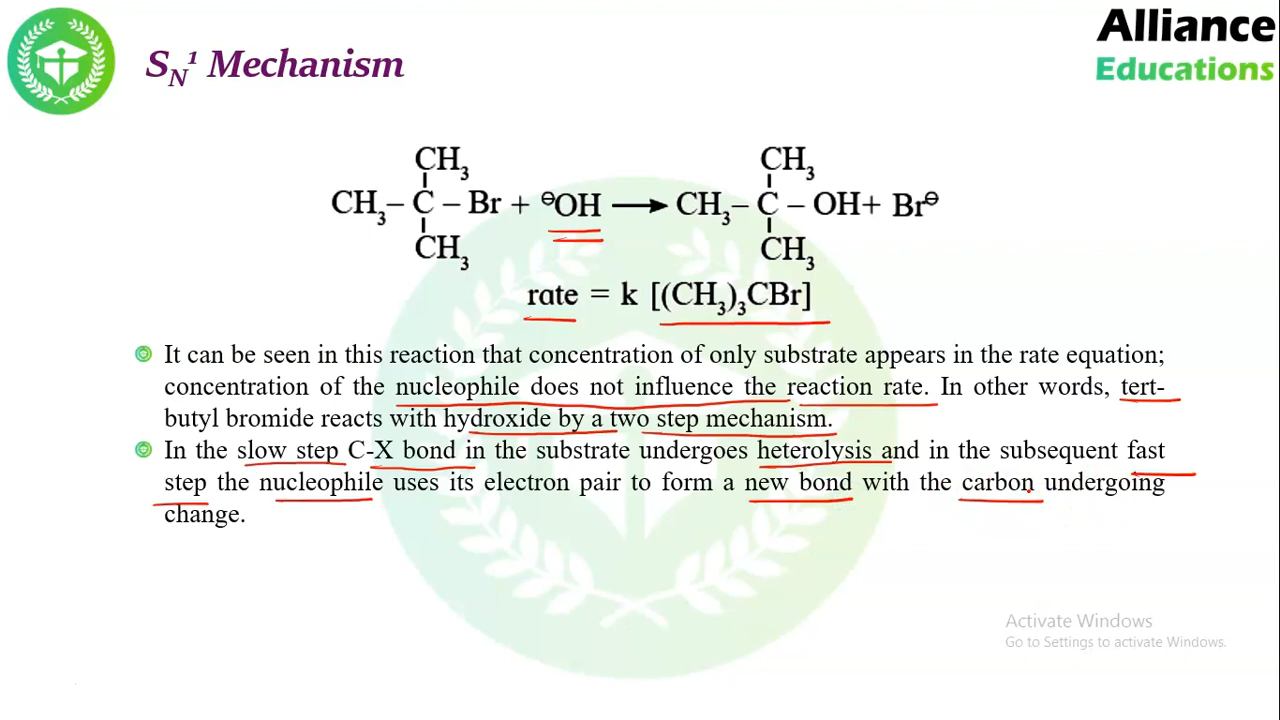 Alliance
Educations
S_N^1 Mechanism
CH₃ CH₃
CH₃– C – Br + ⊖OH ⟶ CH₃– C – OH+ Br⊖
CH₃ CH₃
rate = k [(CH₃)₃CBr]
It can be seen in this reaction that concentration of only substrate appears in the rate equation;
concentration of the nucleophile does not influence the reaction rate. In other words, tert-
butyl bromide reacts with hydroxide by a two step mechanism.
In the slow step C-X bond in the substrate undergoes heterolysis and in the subsequent fast
step the nucleophile uses its electron pair to form a new bond with the carbon undergoing
change.
Activate Windows
Go to Settings to activate Windows.